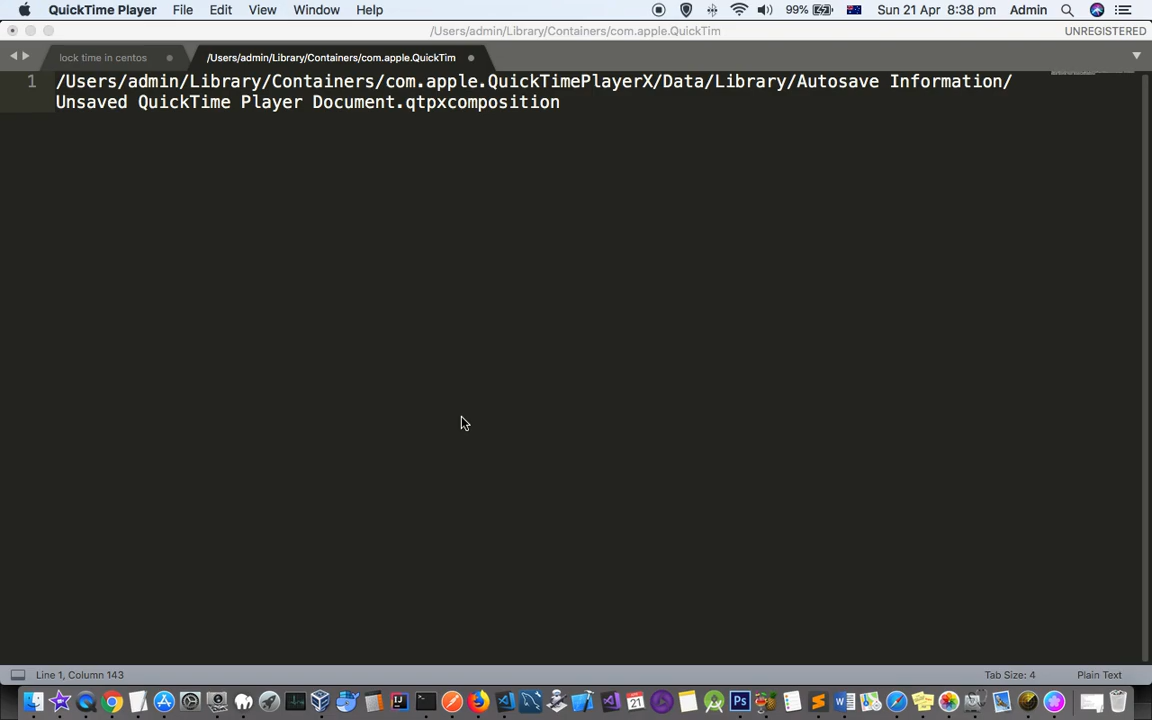 QuickTime Player File Edit View Window Help 99% Sun 21 Apr 8:38 pm Admin
/Users/admin/Library/Containers/com.apple.QuickTim UNREGISTERED
lock time in centos /Users/admin/Library/Containers/com.apple.QuickTim
1 /Users/admin/Library/Containers/com.apple.QuickTimePlayerX/Data/Library/Autosave Information/
Unsaved QuickTime Player Document.qtpxcomposition
Line 1, Column 143 Tab Size: 4 Plain Text